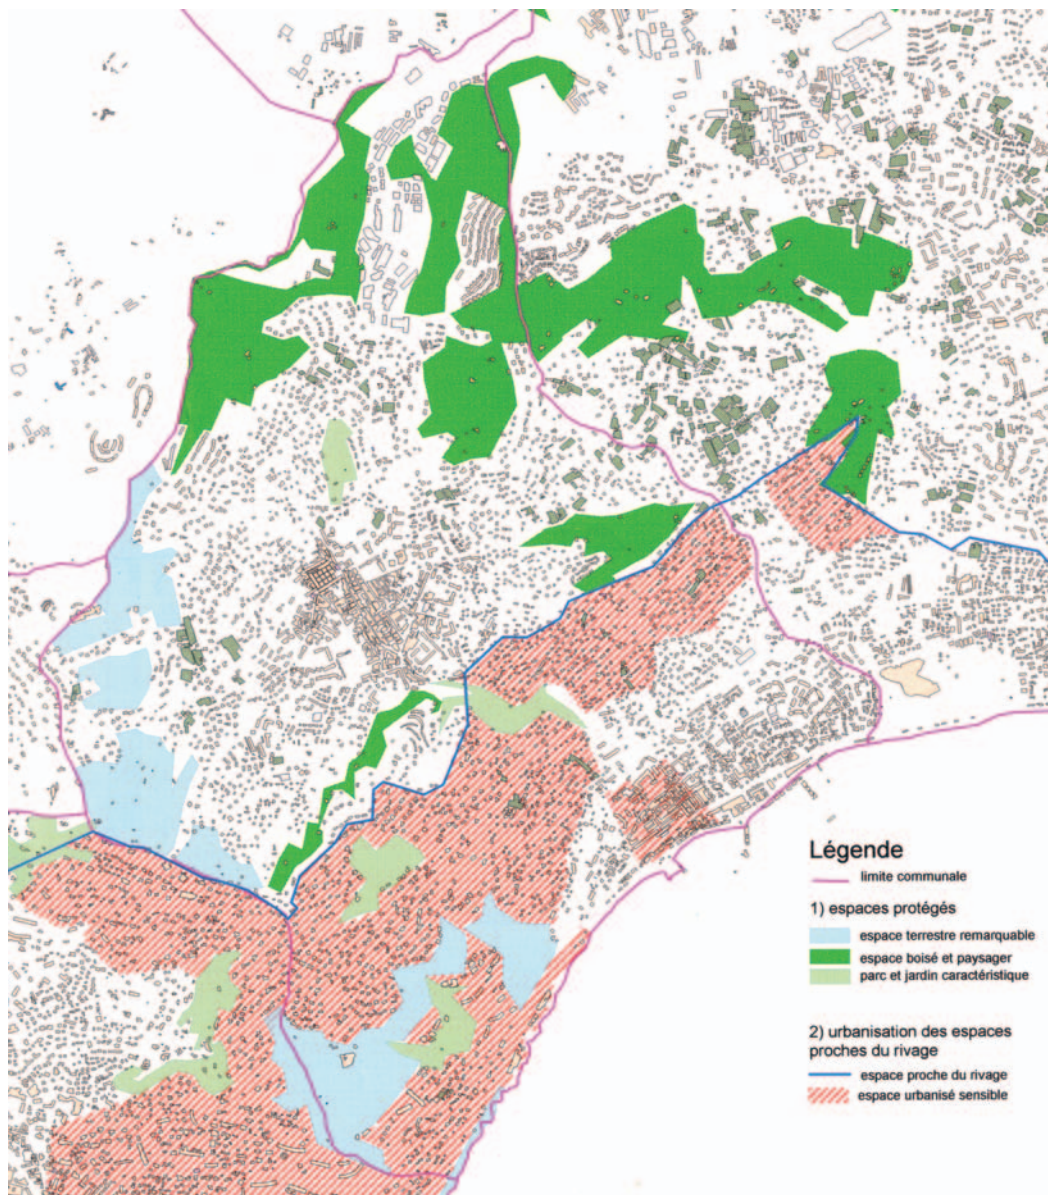 Légende
limite communale
1) espaces protégés
espace terrestre remarquable
espace boisé et paysager
parc et jardin caractéristique
2) urbanisation des espaces
proches du rivage
espace proche du rivage
espace urbanisé sensible